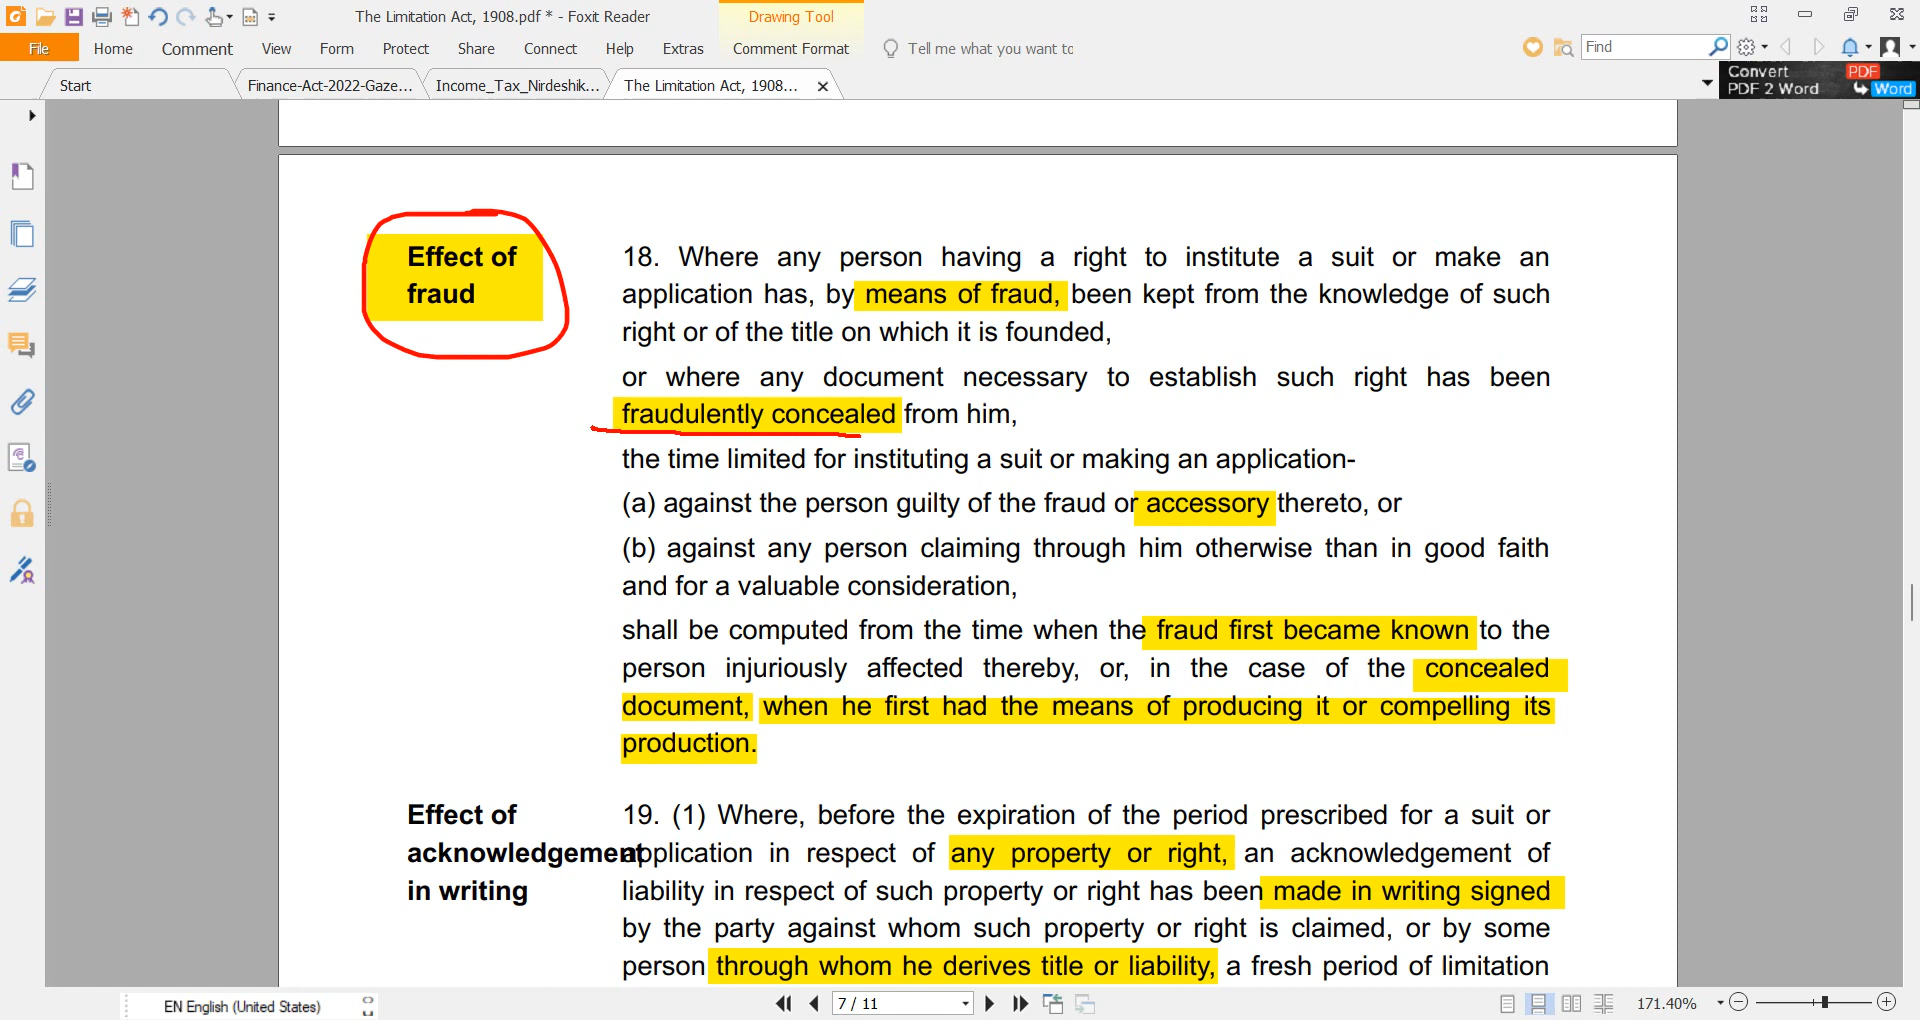 The Limitation Act, 1908.pdf * - Foxit Reader
Drawing Tool
File Home Comment View Form Protect Share Connect Help Extras Comment Format Tell me what you want to
Find
Start Finance-Act-2022-Gaze... Income_Tax_Nirdeshik... The Limitation Act, 1908...
Convert PDF
PDF 2 Word Word
Effect of
fraud
18. Where any person having a right to institute a suit or make an
application has, by means of fraud, been kept from the knowledge of such
right or of the title on which it is founded,
or where any document necessary to establish such right has been
fraudulently concealed from him,
the time limited for instituting a suit or making an application-
(a) against the person guilty of the fraud or accessory thereto, or
(b) against any person claiming through him otherwise than in good faith
and for a valuable consideration,
shall be computed from the time when the fraud first became known to the
person injuriously affected thereby, or, in the case of the concealed
document, when he first had the means of producing it or compelling its
production.
Effect of
acknowledgement
in writing
19. (1) Where, before the expiration of the period prescribed for a suit or
application in respect of any property or right, an acknowledgement of
liability in respect of such property or right has been made in writing signed
by the party against whom such property or right is claimed, or by some
person through whom he derives title or liability, a fresh period of limitation
EN English (United States)
7 / 11
171.40%